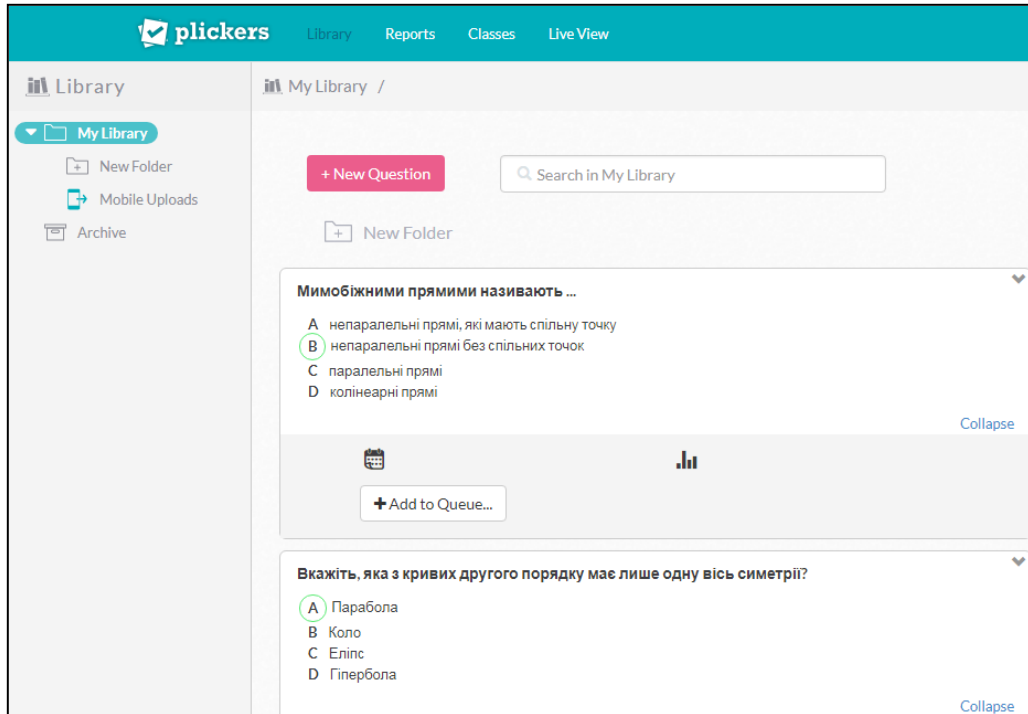 plickers Library Reports Classes Live View
Library
My Library /
My Library
New Folder
Mobile Uploads
Archive
+ New Question
Search in My Library
New Folder
Мимобіжними прямими називають ...
A непаралельні прямі, які мають спільну точку
B непаралельні прямі без спільних точок
C паралельні прямі
D колінеарні прямі
Collapse
+ Add to Queue...
Вкажіть, яка з кривих другого порядку має лише одну вісь симетрії?
A Парабола
B Коло
C Еліпс
D Гіпербола
Collapse